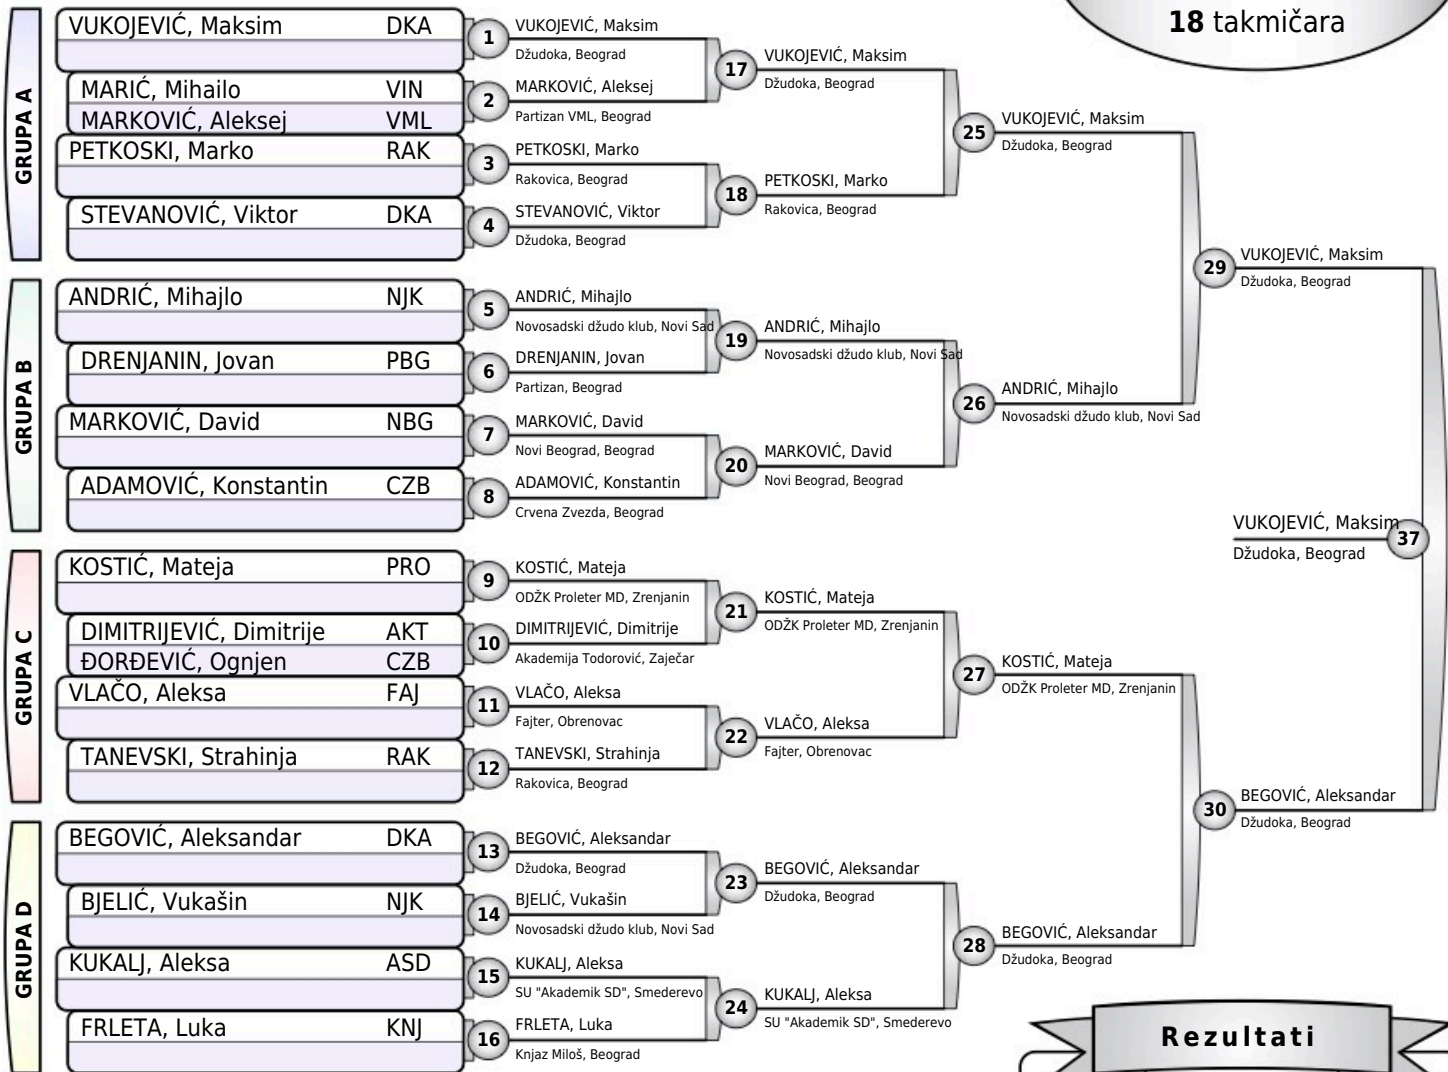 18 takmičara
GRUPA A
VUKOJEVIĆ, Maksim DKA
MARIĆ, Mihailo VIN
MARKOVIĆ, Aleksej VML
PETKOSKI, Marko RAK
STEVANOVIĆ, Viktor DKA
GRUPA B
ANDRIĆ, Mihajlo NJK
DRENJANIN, Jovan PBG
MARKOVIĆ, David NBG
ADAMOVIĆ, Konstantin CZB
GRUPA C
KOSTIĆ, Mateja PRO
DIMITRIJEVIĆ, Dimitrije AKT
ĐORĐEVIĆ, Ognjen CZB
VLAČO, Aleksa FAJ
TANEVSKI, Strahinja RAK
GRUPA D
BEGOVIĆ, Aleksandar DKA
BJELIĆ, Vukašin NJK
KUKALJ, Aleksa ASD
FRLETA, Luka KNJ
1 VUKOJEVIĆ, Maksim
Džudoka, Beograd
2 MARKOVIĆ, Aleksej
Partizan VML, Beograd
3 PETKOSKI, Marko
Rakovica, Beograd
4 STEVANOVIĆ, Viktor
Džudoka, Beograd
5 ANDRIĆ, Mihajlo
Novosadski džudo klub, Novi Sad
6 DRENJANIN, Jovan
Partizan, Beograd
7 MARKOVIĆ, David
Novi Beograd, Beograd
8 ADAMOVIĆ, Konstantin
Crvena Zvezda, Beograd
9 KOSTIĆ, Mateja
ODŽK Proleter MD, Zrenjanin
10 DIMITRIJEVIĆ, Dimitrije
Akademija Todorović, Zaječar
11 VLAČO, Aleksa
Fajter, Obrenovac
12 TANEVSKI, Strahinja
Rakovica, Beograd
13 BEGOVIĆ, Aleksandar
Džudoka, Beograd
14 BJELIĆ, Vukašin
Novosadski džudo klub, Novi Sad
15 KUKALJ, Aleksa
SU "Akademik SD", Smederevo
16 FRLETA, Luka
Knjaz Miloš, Beograd
17 VUKOJEVIĆ, Maksim
Džudoka, Beograd
18 PETKOSKI, Marko
Rakovica, Beograd
19 ANDRIĆ, Mihajlo
Novosadski džudo klub, Novi Sad
20 MARKOVIĆ, David
Novi Beograd, Beograd
21 KOSTIĆ, Mateja
ODŽK Proleter MD, Zrenjanin
22 VLAČO, Aleksa
Fajter, Obrenovac
23 BEGOVIĆ, Aleksandar
Džudoka, Beograd
24 KUKALJ, Aleksa
SU "Akademik SD", Smederevo
25 VUKOJEVIĆ, Maksim
Džudoka, Beograd
26 ANDRIĆ, Mihajlo
Novosadski džudo klub, Novi Sad
27 KOSTIĆ, Mateja
ODŽK Proleter MD, Zrenjanin
28 BEGOVIĆ, Aleksandar
Džudoka, Beograd
29 VUKOJEVIĆ, Maksim
Džudoka, Beograd
30 BEGOVIĆ, Aleksandar
Džudoka, Beograd
VUKOJEVIĆ, Maksim 37
Džudoka, Beograd
Rezultati